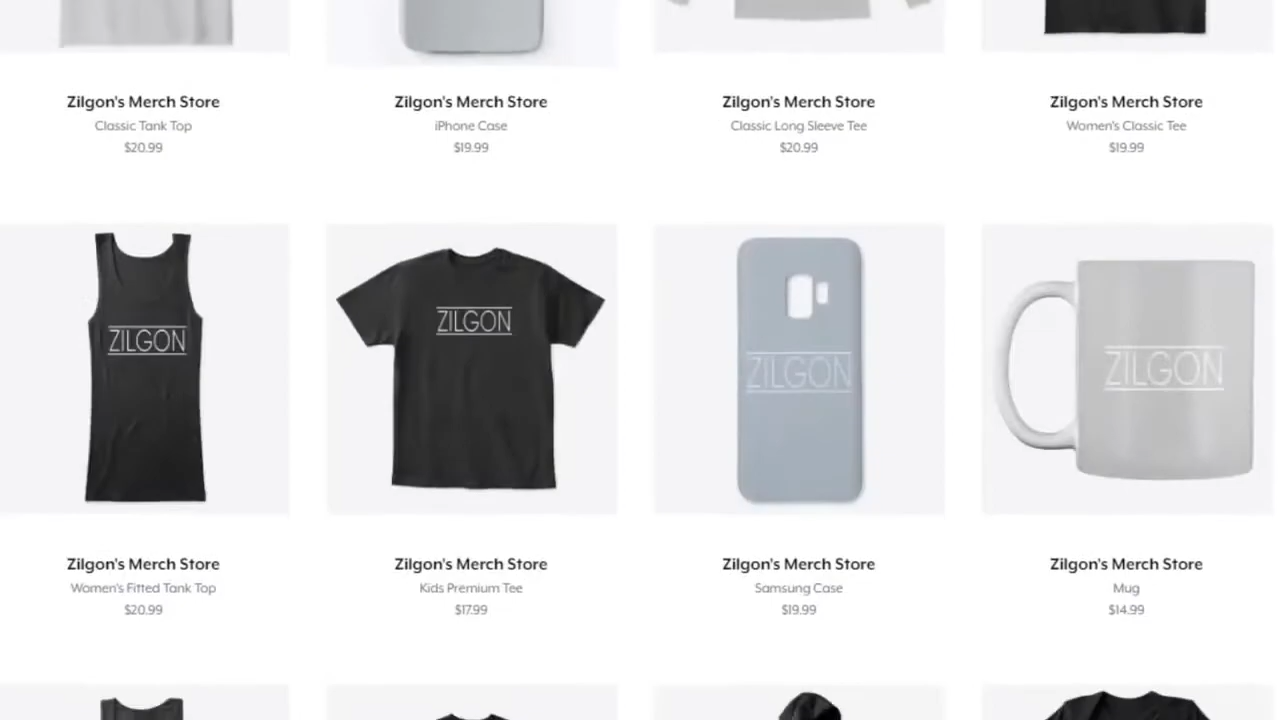 Zilgon's Merch Store
Classic Tank Top
$20.99
Zilgon's Merch Store
iPhone Case
$19.99
Zilgon's Merch Store
Classic Long Sleeve Tee
$20.99
Zilgon's Merch Store
Women's Classic Tee
$19.99
ZILGON
Zilgon's Merch Store
Women's Fitted Tank Top
$20.99
ZILGON
Zilgon's Merch Store
Kids Premium Tee
$17.99
ZILGON
Zilgon's Merch Store
Samsung Case
$19.99
ZILGON
Zilgon's Merch Store
Mug
$14.99